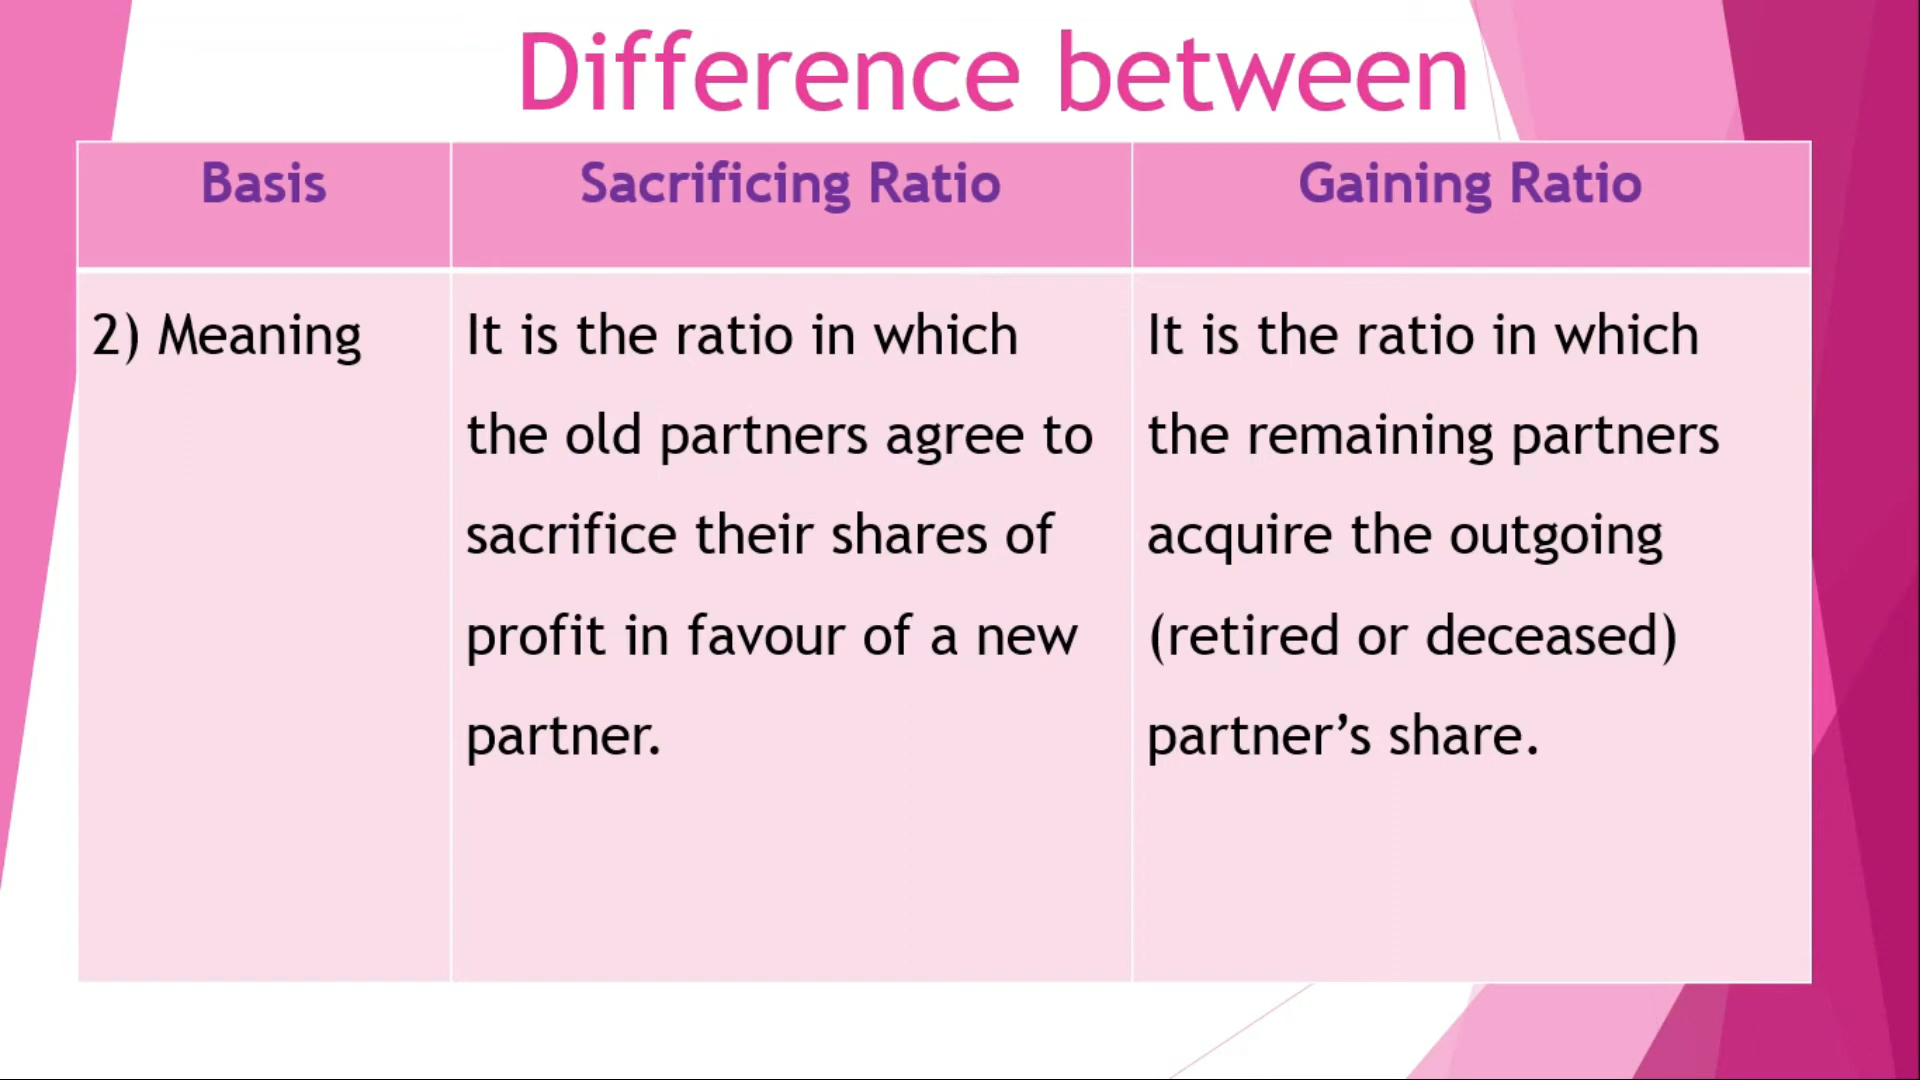 Difference between
Basis
Sacrificing Ratio
Gaining Ratio
2) Meaning
It is the ratio in which
the old partners agree to
sacrifice their shares of
profit in favour of a new
partner.
It is the ratio in which
the remaining partners
acquire the outgoing
(retired or deceased)
partner’s share.